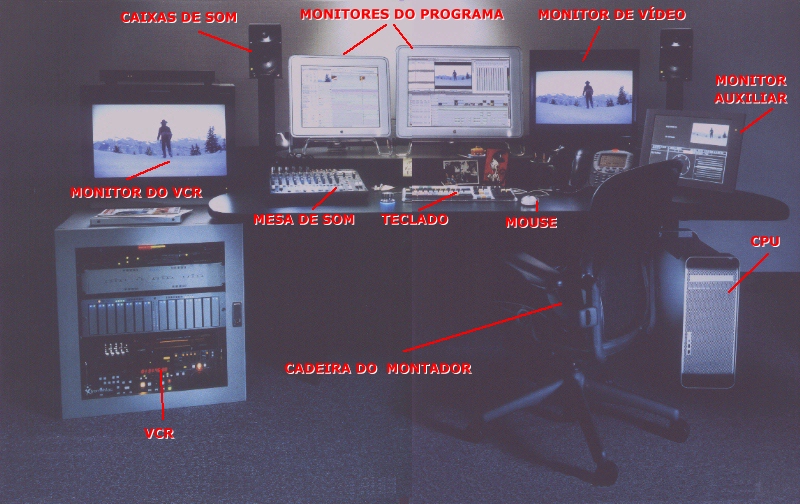 CAIXAS DE SOM
MONITORES DO PROGRAMA
MONITOR DE VÍDEO
MONITOR
AUXILIAR
MONITOR DO VCR
MESA DE SOM
TECLADO
MOUSE
CPU
CADEIRA DO MONTADOR
VCR